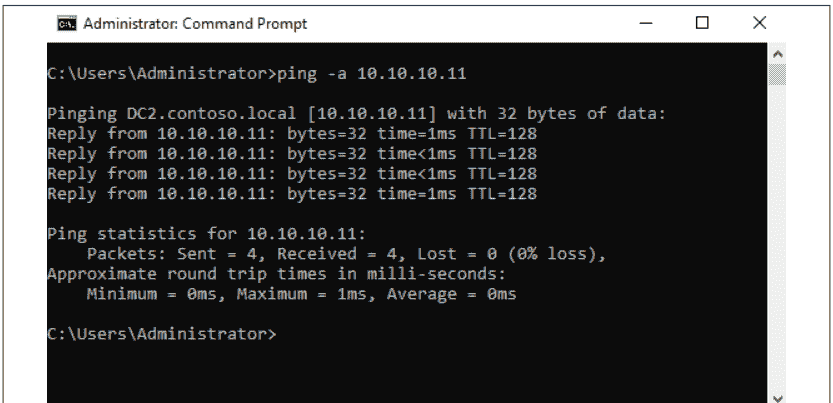 Administrator: Command Prompt
C:\Users\Administrator>ping -a 10.10.10.11
Pinging DC2.contoso.local [10.10.10.11] with 32 bytes of data:
Reply from 10.10.10.11: bytes=32 time=1ms TTL=128
Reply from 10.10.10.11: bytes=32 time<1ms TTL=128
Reply from 10.10.10.11: bytes=32 time<1ms TTL=128
Reply from 10.10.10.11: bytes=32 time=1ms TTL=128
Ping statistics for 10.10.10.11:
Packets: Sent = 4, Received = 4, Lost = 0 (0% loss),
Approximate round trip times in milli-seconds:
Minimum = 0ms, Maximum = 1ms, Average = 0ms
C:\Users\Administrator>